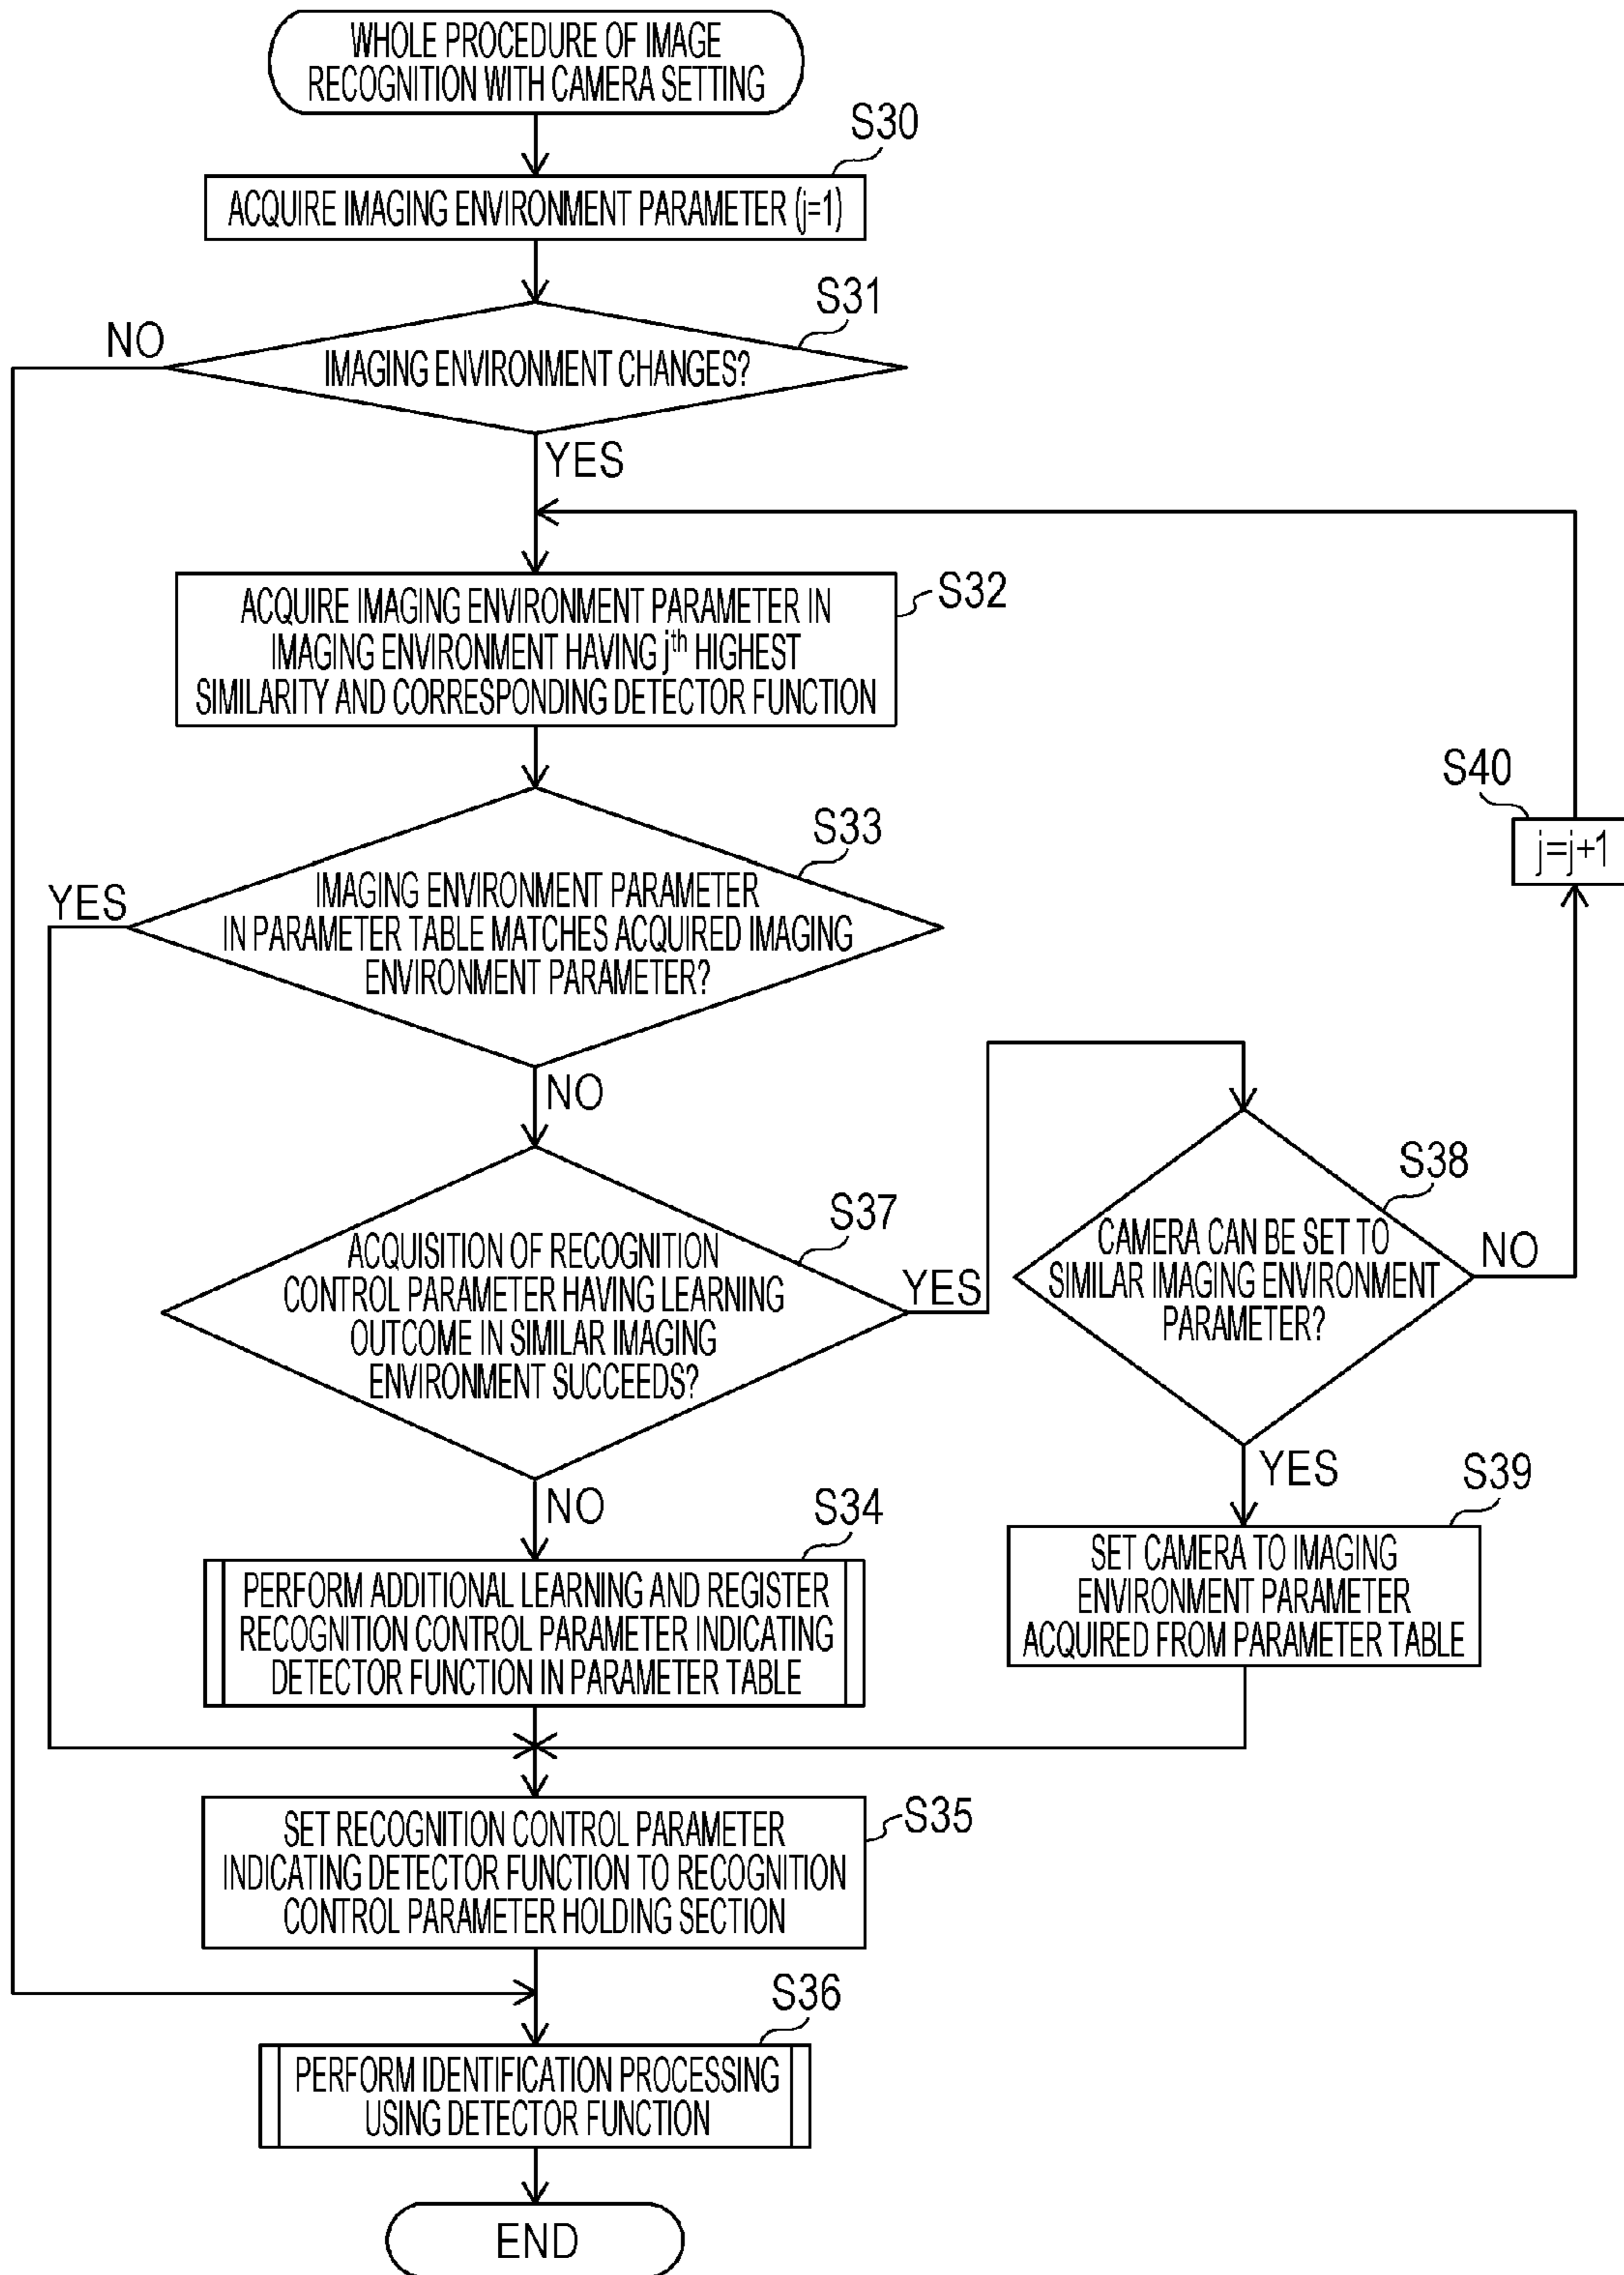 WHOLE PROCEDURE OF IMAGE
RECOGNITION WITH CAMERA SETTING
S30
ACQUIRE IMAGING ENVIRONMENT PARAMETER (j=1)
S31
NO
IMAGING ENVIRONMENT CHANGES?
YES
S32
ACQUIRE IMAGING ENVIRONMENT PARAMETER IN
IMAGING ENVIRONMENT HAVING jth HIGHEST
SIMILARITY AND CORRESPONDING DETECTOR FUNCTION
S40
j=j+1
S33
YES
IMAGING ENVIRONMENT PARAMETER
IN PARAMETER TABLE MATCHES ACQUIRED IMAGING
ENVIRONMENT PARAMETER?
NO
S37
ACQUISITION OF RECOGNITION
CONTROL PARAMETER HAVING LEARNING
OUTCOME IN SIMILAR IMAGING
ENVIRONMENT SUCCEEDS?
YES
S38
CAMERA CAN BE SET TO
SIMILAR IMAGING ENVIRONMENT
PARAMETER?
NO
YES
S39
SET CAMERA TO IMAGING
ENVIRONMENT PARAMETER
ACQUIRED FROM PARAMETER TABLE
NO
S34
PERFORM ADDITIONAL LEARNING AND REGISTER
RECOGNITION CONTROL PARAMETER INDICATING
DETECTOR FUNCTION IN PARAMETER TABLE
S35
SET RECOGNITION CONTROL PARAMETER
INDICATING DETECTOR FUNCTION TO RECOGNITION
CONTROL PARAMETER HOLDING SECTION
S36
PERFORM IDENTIFICATION PROCESSING
USING DETECTOR FUNCTION
END